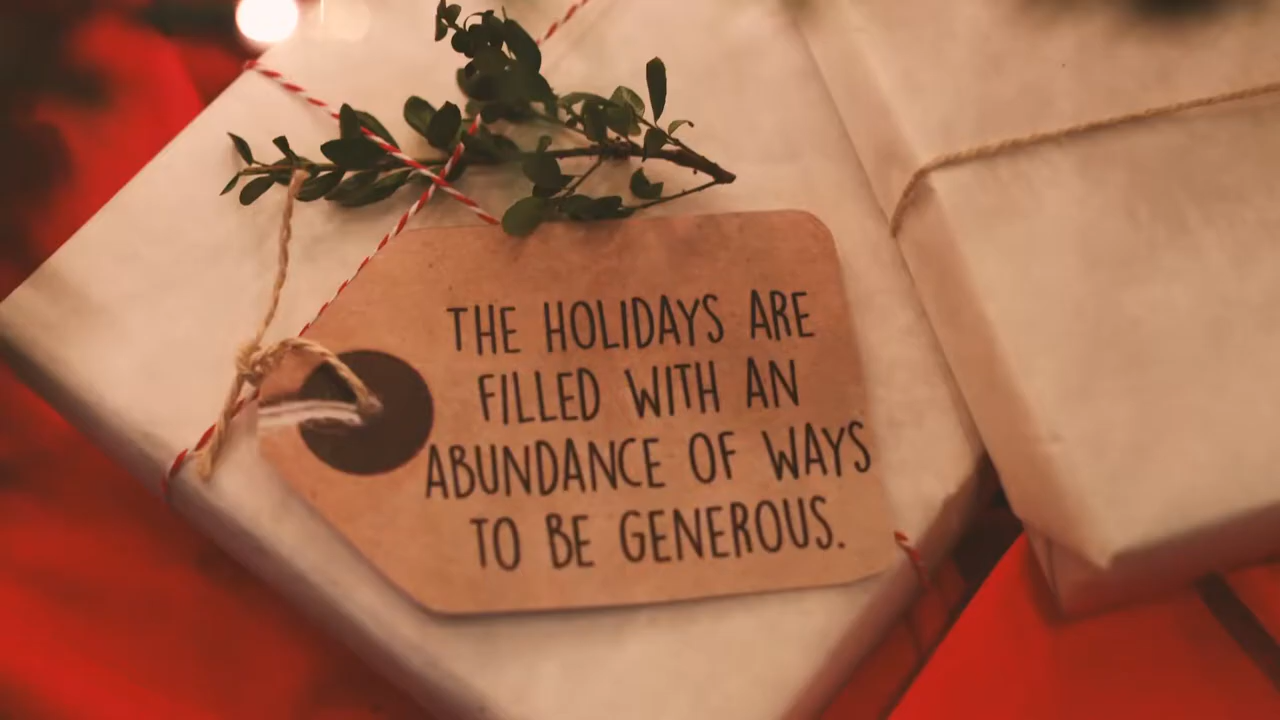 THE HOLIDAYS ARE
FILLED WITH AN
ABUNDANCE OF WAYS
TO BE GENEROUS.